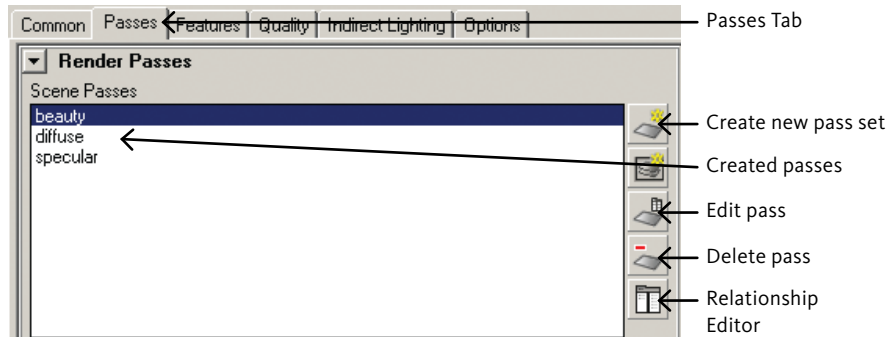 Common Passes Features Quality Indirect Lighting Options
Passes Tab
Render Passes
Scene Passes
beauty
diffuse
specular
Create new pass set
Created passes
Edit pass
Delete pass
Relationship
Editor